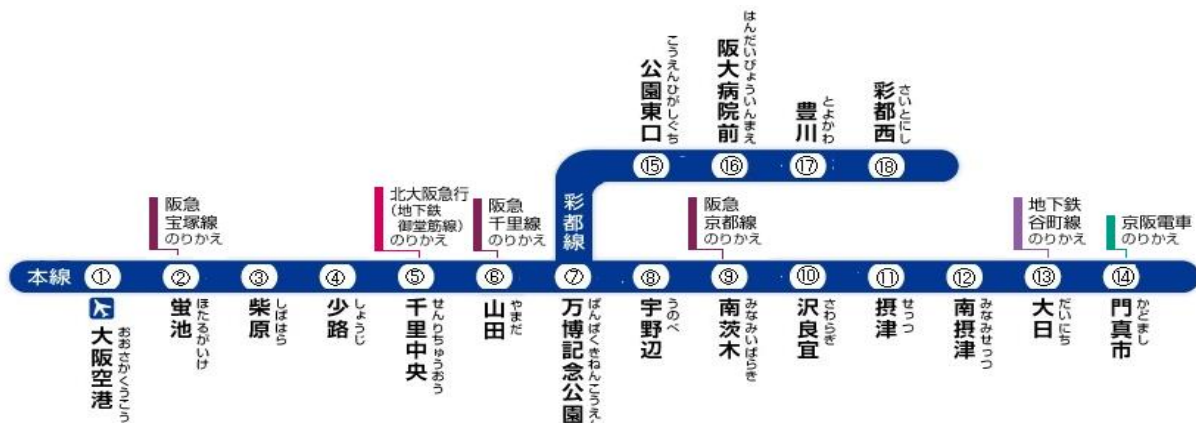 こうえんひがしぐち
公園東口
はんだいびょういんまえ
阪大病院前
とよかわ
豊川
さいとにし
彩都西
⑮
⑯
⑰
⑱
彩都線
阪急
宝塚線
のりかえ
北大阪急行
(地下鉄
御堂筋線)
のりかえ
阪急
千里線
のりかえ
阪急
京都線
のりかえ
地下鉄
谷町線
のりかえ
京阪電車
のりかえ
本線
①
②
③
④
⑤
⑥
⑦
⑧
⑨
⑩
⑪
⑫
⑬
⑭
おおさかくうこう
大阪空港
ほたるがいけ
蛍池
しばはら
柴原
しょうじ
少路
せんりちゅうおう
千里中央
やまだ
山田
ばんぱくきねんこうえん
万博記念公園
うのべ
宇野辺
みなみいばらき
南茨木
さわらぎ
沢良宜
せっつ
摂津
みなみせっつ
南摂津
だいにち
大日
かどまし
門真市